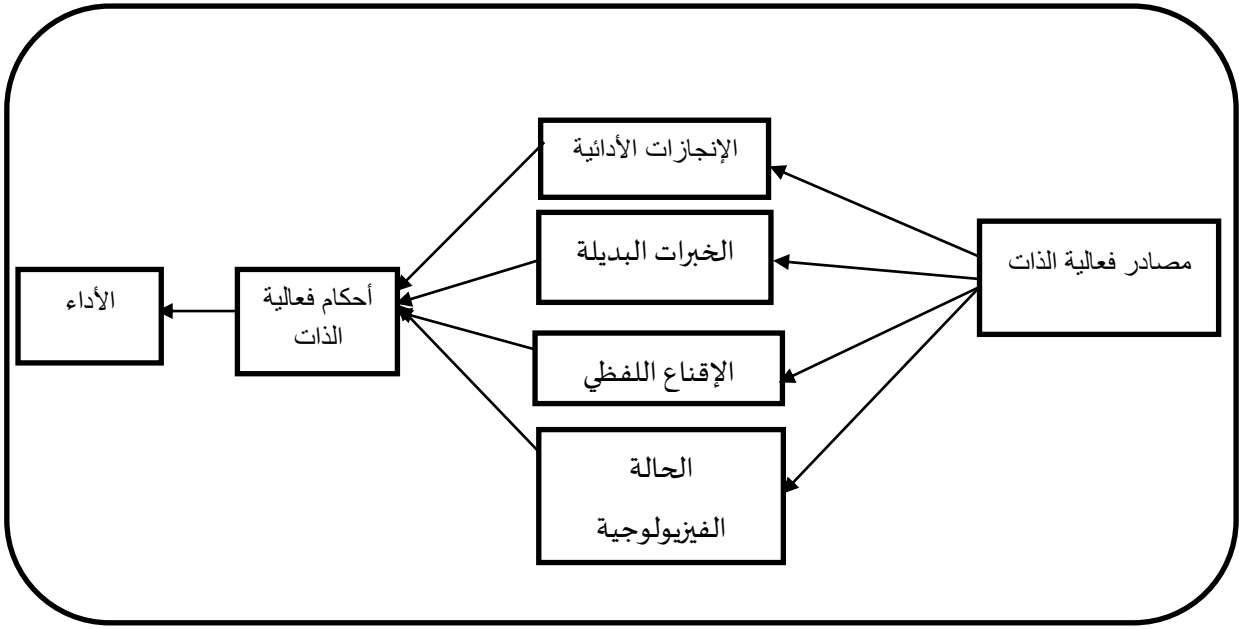 مصادر فعالية الذات
الإنجازات الأدائية
الخبرات البديلة
الإقناع اللفظي
الحالة
الفيزيولوجية
أحكام فعالية
الذات
الأداء